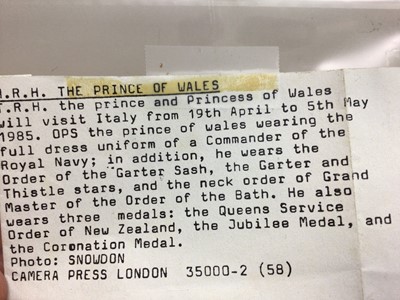 H.R.H. THE PRINCE OF WALES
T.R.H. the prince and Princess of Wales
will visit Italy from 19th April to 5th May
1985. OPS the prince of wales wearing the
full dress uniform of a Commander of the
Royal Navy; in addition, he wears the
Order of the Garter Sash, the Garter and
Thistle stars, and the neck order of Grand
Master of the Order of the Bath. He also
wears three medals: the Queens Service
Order of New Zealand, the Jubilee Medal, and
the Coronation Medal.
Photo: SNOWDON
CAMERA PRESS LONDON 35000-2 (58)